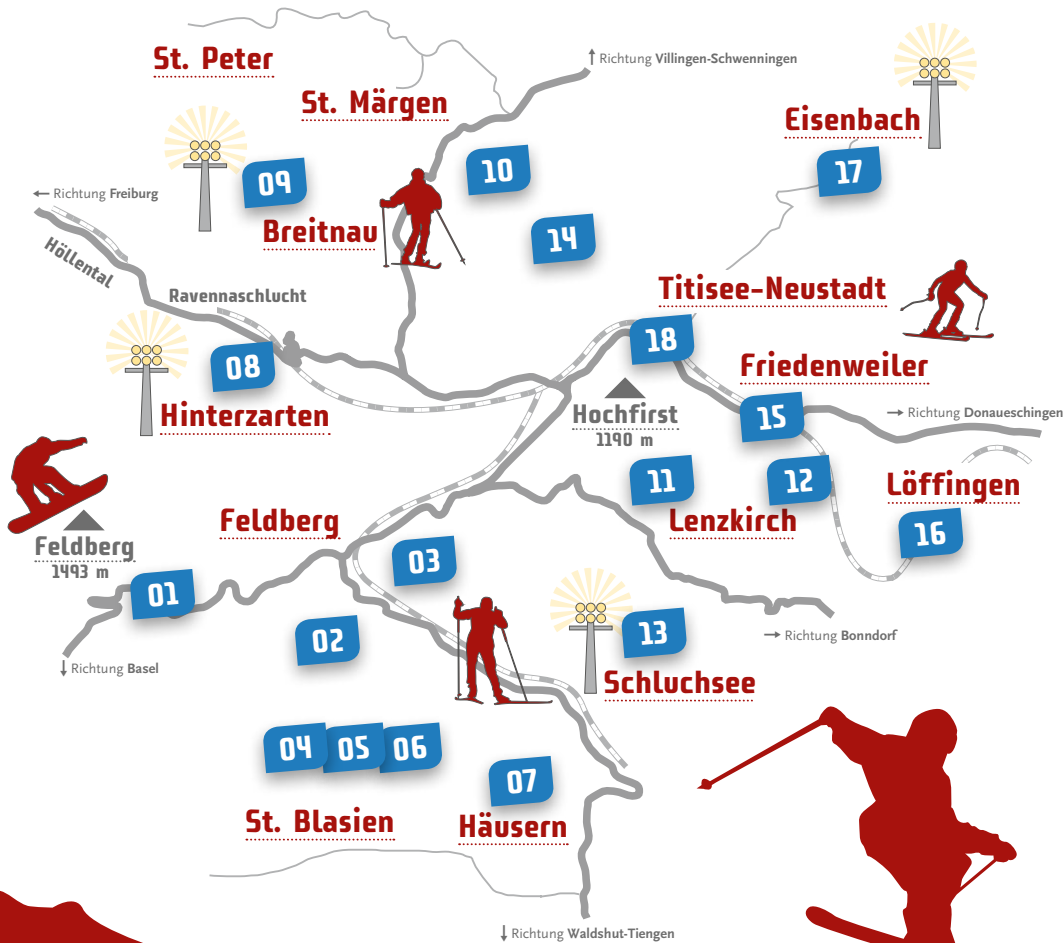 St. Peter
↑ Richtung Villingen-Schwenningen
St. Märgen
Eisenbach
10
17
09
← Richtung Freiburg
Breitnau
14
Höllental
Titisee-Neustadt
Ravennaschlucht
18
08
Friedenweiler
Hinterzarten
Hochfirst
1190 m
15
→ Richtung Donaueschingen
11
12
Löffingen
Lenzkirch
16
Feldberg
Feldberg
1493 m
03
01
02
13
→ Richtung Bonndorf
↓ Richtung Basel
Schluchsee
04
05
06
07
St. Blasien
Häusern
↓ Richtung Waldshut-Tiengen